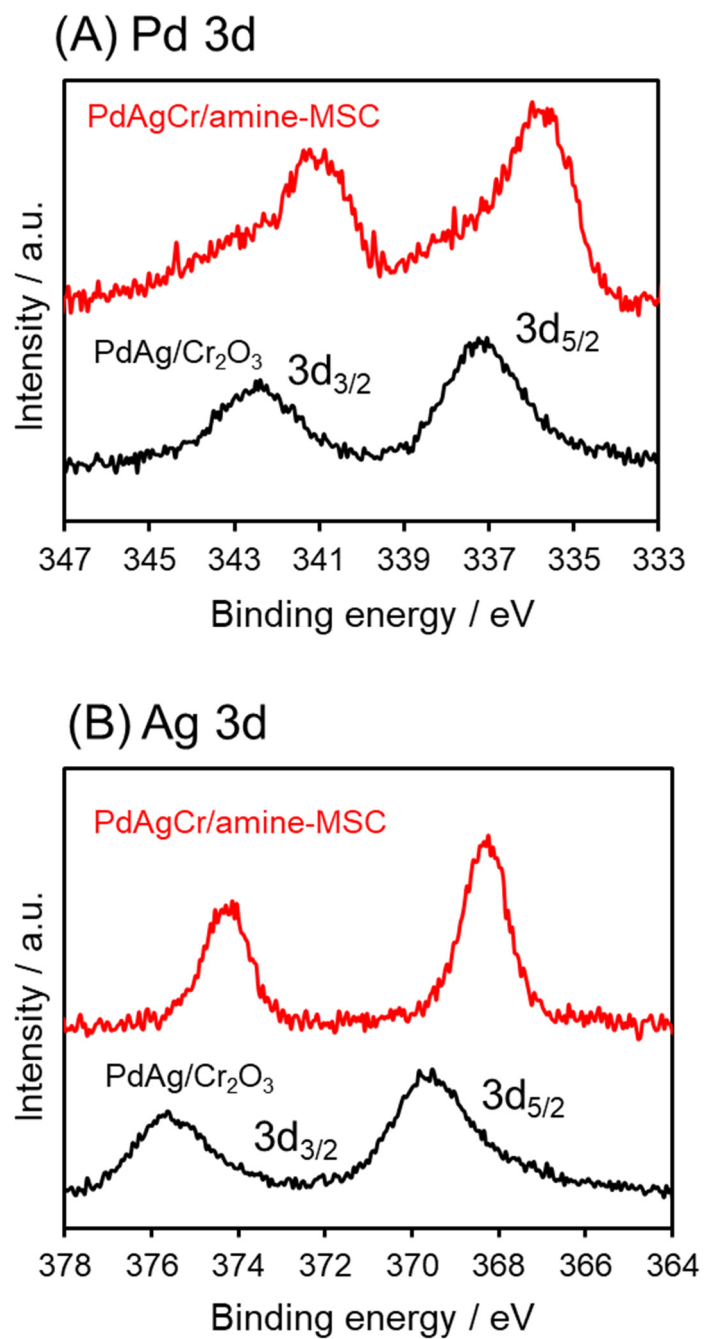 (A) Pd 3d
PdAgCr/amine-MSC
PdAg/Cr₂O₃
3d₃/₂
3d₅/₂
Intensity / a.u.
347 345 343 341 339 337 335 333
Binding energy / eV
(B) Ag 3d
PdAgCr/amine-MSC
PdAg/Cr₂O₃
3d₃/₂
3d₅/₂
Intensity / a.u.
378 376 374 372 370 368 366 364
Binding energy / eV